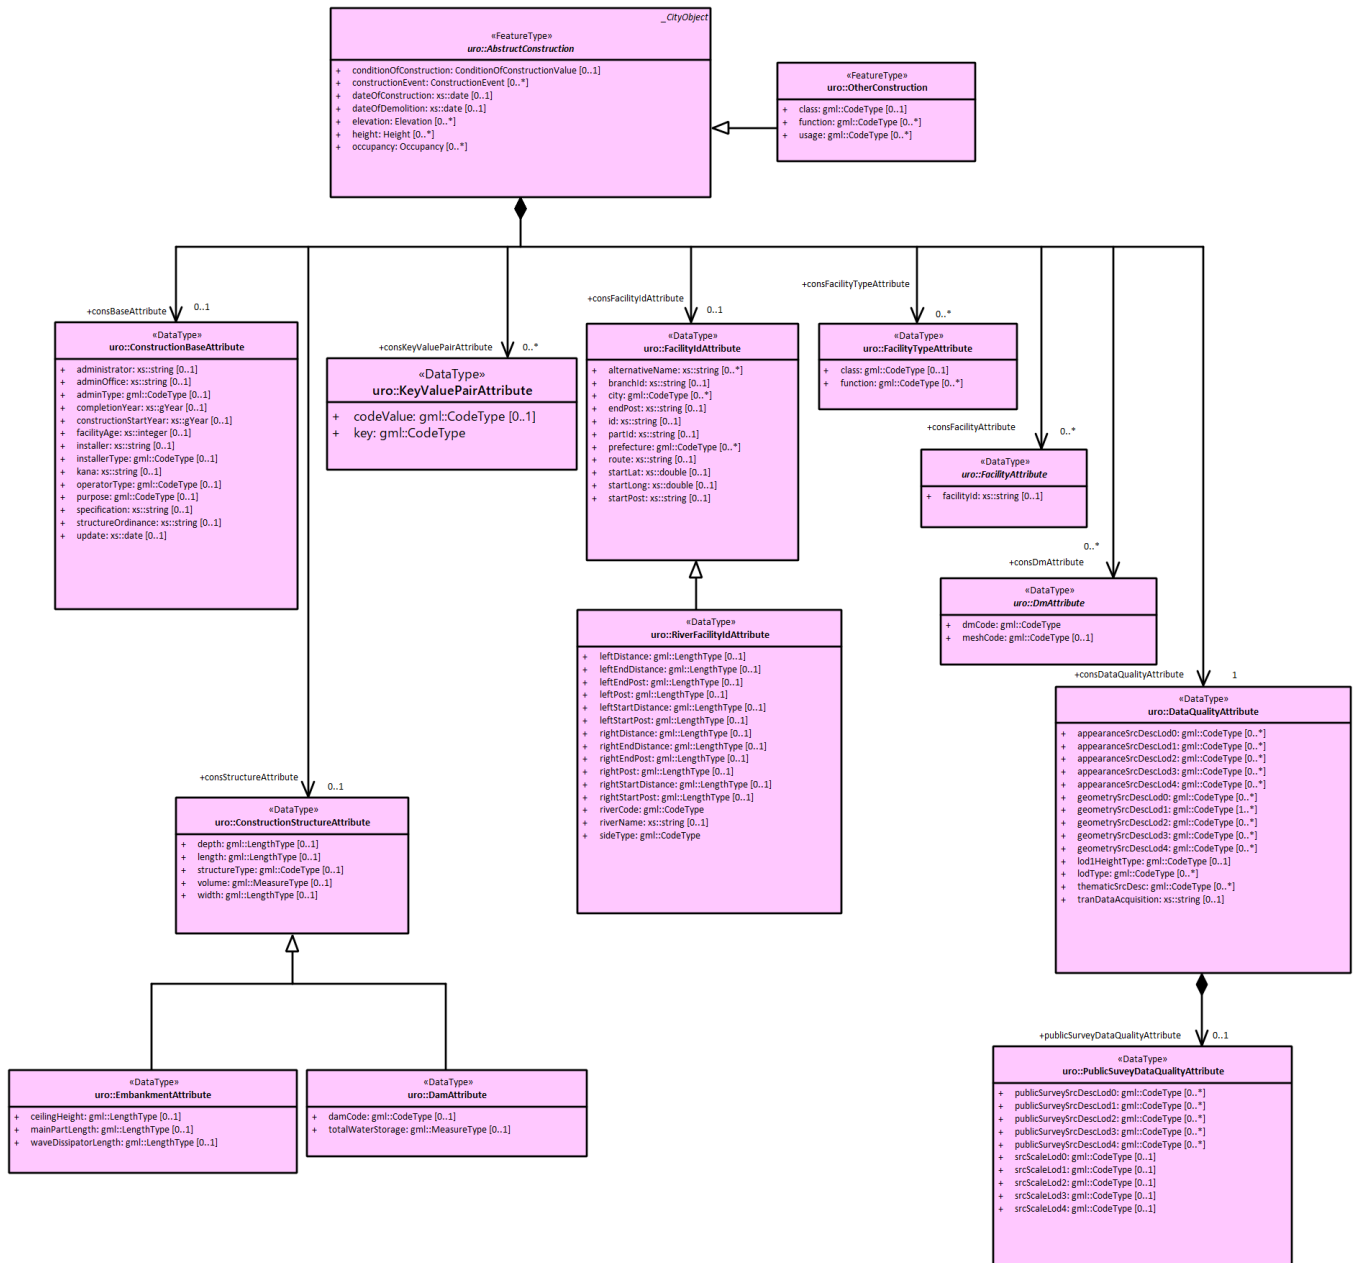 _CityObject
«FeatureType»
uro::AbstructConstruction
+ conditionOfConstruction: ConditionOfConstructionValue [0..1]
+ constructionEvent: ConstructionEvent [0..*]
+ dateOfConstruction: xs::date [0..1]
+ dateOfDemolition: xs::date [0..1]
+ elevation: Elevation [0..*]
+ height: Height [0..*]
+ occupancy: Occupancy [0..*]
«FeatureType»
uro::OtherConstruction
+ class: gml::CodeType [0..1]
+ function: gml::CodeType [0..*]
+ usage: gml::CodeType [0..*]
+consBaseAttribute 0..1
«DataType»
uro::ConstructionBaseAttribute
+ administrator: xs::string [0..1]
+ adminOffice: xs::string [0..1]
+ adminType: gml::CodeType [0..1]
+ completionYear: xs::gYear [0..1]
+ constructionStartYear: xs::gYear [0..1]
+ facilityAge: xs::integer [0..1]
+ installer: xs::string [0..1]
+ installerType: gml::CodeType [0..1]
+ kana: xs::string [0..1]
+ operatorType: gml::CodeType [0..1]
+ purpose: gml::CodeType [0..1]
+ specification: xs::string [0..1]
+ structureOrdinance: xs::string [0..1]
+ update: xs::date [0..1]
+consKeyValuePairAttribute 0..*
«DataType»
uro::KeyValuePairAttribute
+ codeValue: gml::CodeType [0..1]
+ key: gml::CodeType
+consFacilityIdAttribute 0..1
«DataType»
uro::FacilityIdAttribute
+ alternativeName: xs::string [0..*]
+ branchId: xs::string [0..1]
+ city: gml::CodeType [0..*]
+ endPost: xs::string [0..1]
+ id: xs::string [0..1]
+ partId: xs::string [0..1]
+ prefecture: gml::CodeType [0..*]
+ route: xs::string [0..1]
+ startLat: xs::double [0..1]
+ startLong: xs::double [0..1]
+ startPost: xs::string [0..1]
+consFacilityTypeAttribute
0..*
«DataType»
uro::FacilityTypeAttribute
+ class: gml::CodeType [0..1]
+ function: gml::CodeType [0..*]
+consFacilityAttribute 0..*
«DataType»
uro::FacilityAttribute
+ facilityId: xs::string [0..1]
0..*
+consDmAttribute
«DataType»
uro::DmAttribute
+ dmCode: gml::CodeType
+ meshCode: gml::CodeType [0..1]
«DataType»
uro::RiverFacilityIdAttribute
+ leftDistance: gml::LengthType [0..1]
+ leftEndDistance: gml::LengthType [0..1]
+ leftEndPost: gml::LengthType [0..1]
+ leftPost: gml::LengthType [0..1]
+ leftStartDistance: gml::LengthType [0..1]
+ leftStartPost: gml::LengthType [0..1]
+ rightDistance: gml::LengthType [0..1]
+ rightEndDistance: gml::LengthType [0..1]
+ rightEndPost: gml::LengthType [0..1]
+ rightPost: gml::LengthType [0..1]
+ rightStartDistance: gml::LengthType [0..1]
+ rightStartPost: gml::LengthType [0..1]
+ riverCode: gml::CodeType
+ riverName: xs::string [0..1]
+ sideType: gml::CodeType
+consDataQualityAttribute 1
«DataType»
uro::DataQualityAttribute
+ appearanceSrcDescLod0: gml::CodeType [0..*]
+ appearanceSrcDescLod1: gml::CodeType [0..*]
+ appearanceSrcDescLod2: gml::CodeType [0..*]
+ appearanceSrcDescLod3: gml::CodeType [0..*]
+ appearanceSrcDescLod4: gml::CodeType [0..*]
+ geometrySrcDescLod0: gml::CodeType [0..*]
+ geometrySrcDescLod1: gml::CodeType [1..*]
+ geometrySrcDescLod2: gml::CodeType [0..*]
+ geometrySrcDescLod3: gml::CodeType [0..*]
+ geometrySrcDescLod4: gml::CodeType [0..*]
+ lod1HeightType: gml::CodeType [0..1]
+ lodType: gml::CodeType [0..*]
+ thematicSrcDesc: gml::CodeType [0..*]
+ tranDataAcquisition: xs::string [0..1]
+consStructureAttribute 0..1
«DataType»
uro::ConstructionStructureAttribute
+ depth: gml::LengthType [0..1]
+ length: gml::LengthType [0..1]
+ structureType: gml::CodeType [0..1]
+ volume: gml::MeasureType [0..1]
+ width: gml::LengthType [0..1]
«DataType»
uro::EmbankmentAttribute
+ ceilingHeight: gml::LengthType [0..1]
+ mainPartLength: gml::LengthType [0..1]
+ waveDissipatorLength: gml::LengthType [0..1]
«DataType»
uro::DamAttribute
+ damCode: gml::CodeType [0..1]
+ totalWaterStorage: gml::MeasureType [0..1]
+publicSurveyDataQualityAttribute 0..1
«DataType»
uro::PublicSuveyDataQualityAttribute
+ publicSurveySrcDescLod0: gml::CodeType [0..*]
+ publicSurveySrcDescLod1: gml::CodeType [0..*]
+ publicSurveySrcDescLod2: gml::CodeType [0..*]
+ publicSurveySrcDescLod3: gml::CodeType [0..*]
+ publicSurveySrcDescLod4: gml::CodeType [0..*]
+ srcScaleLod0: gml::CodeType [0..1]
+ srcScaleLod1: gml::CodeType [0..1]
+ srcScaleLod2: gml::CodeType [0..1]
+ srcScaleLod3: gml::CodeType [0..1]
+ srcScaleLod4: gml::CodeType [0..1]